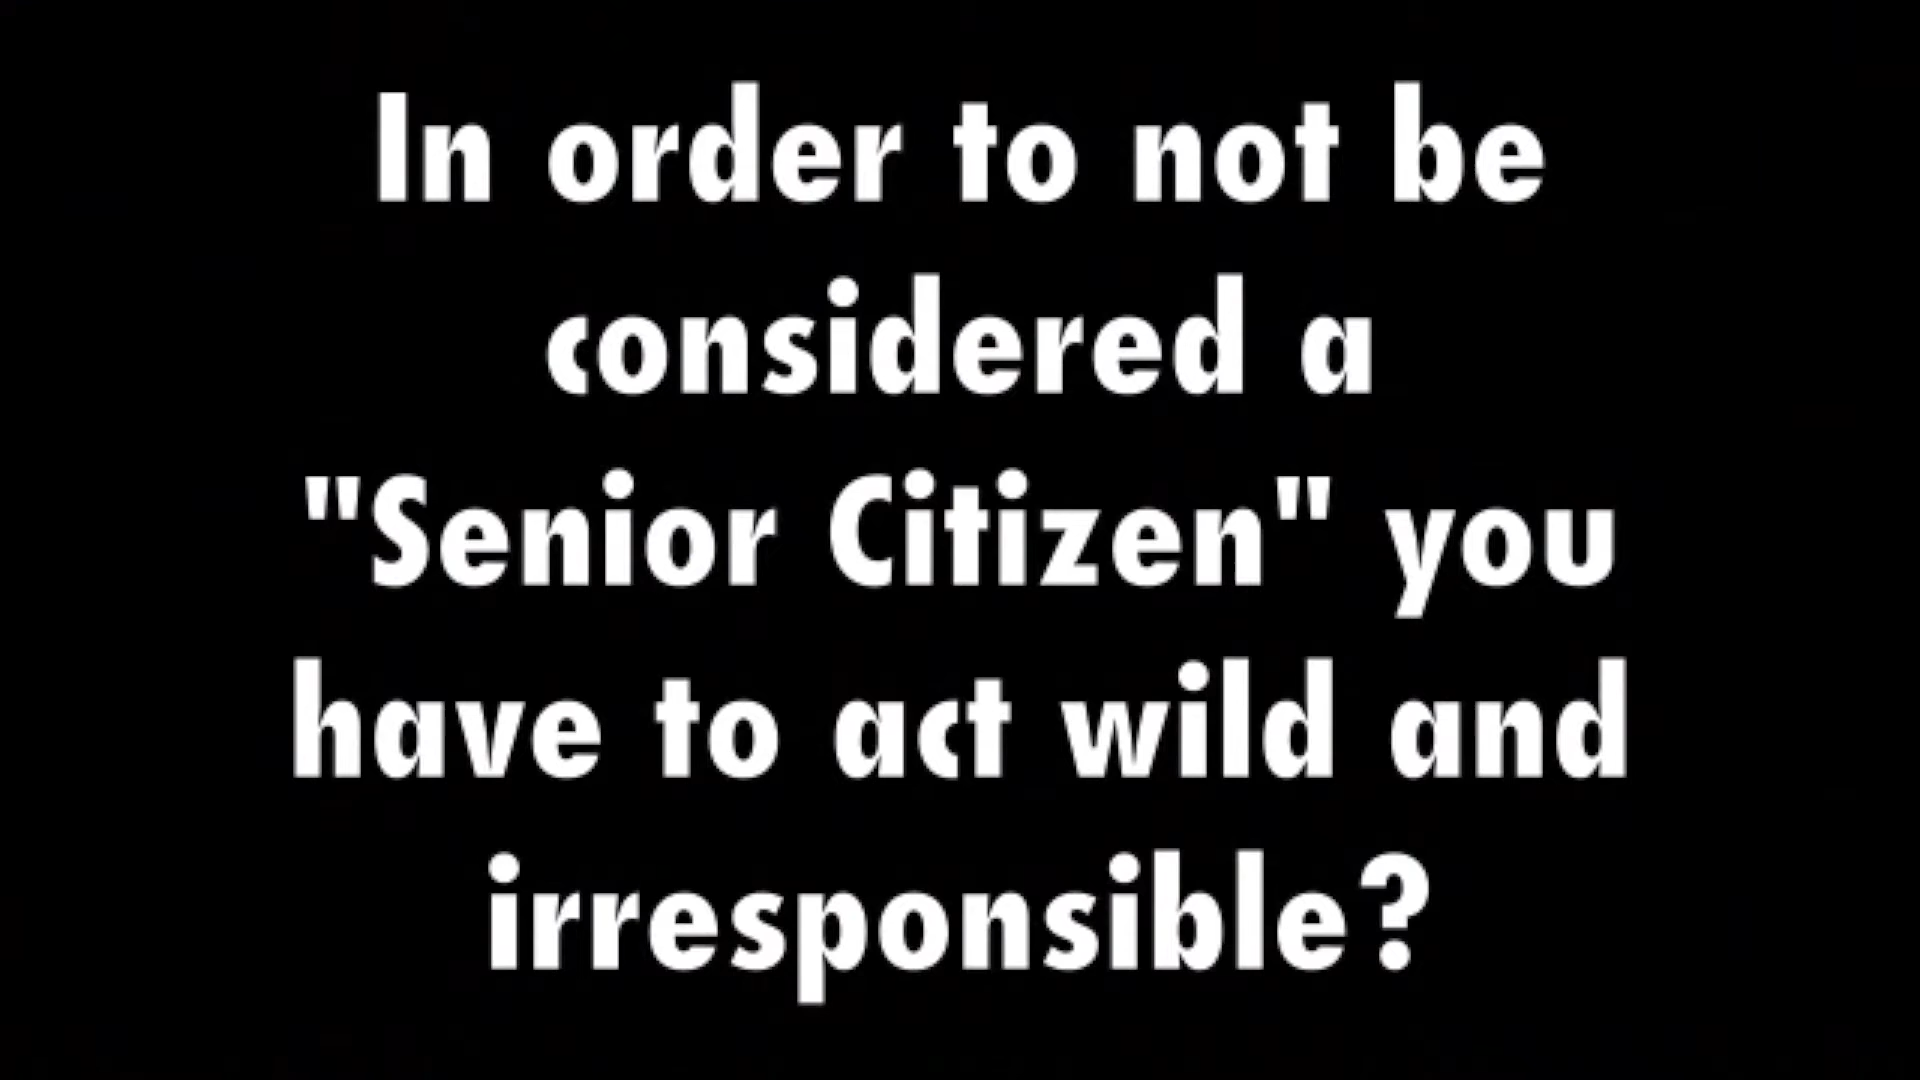 In order to not be
considered a
"Senior Citizen" you
have to act wild and
irresponsible?